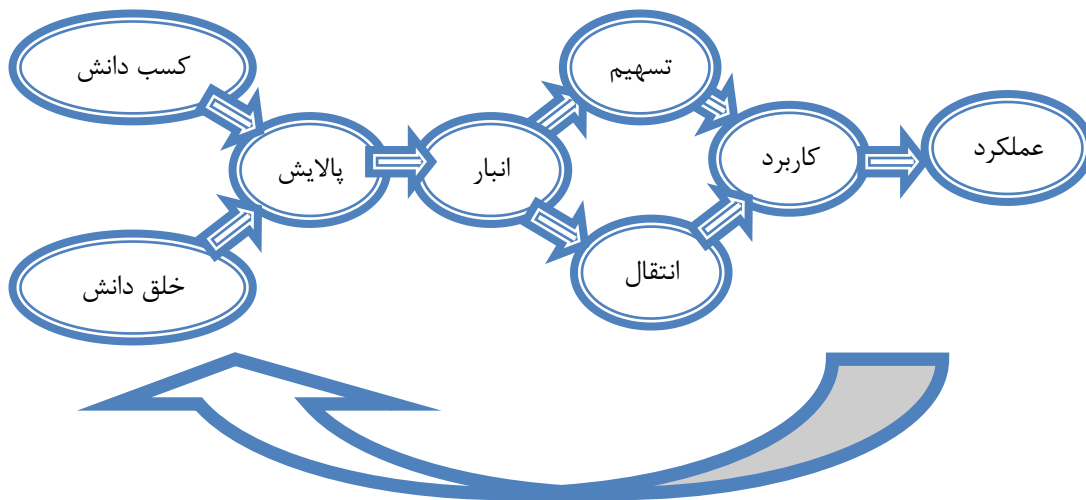 کسب دانش
خلق دانش
پالایش
انبار
تسهیم
انتقال
کاربرد
عملکرد